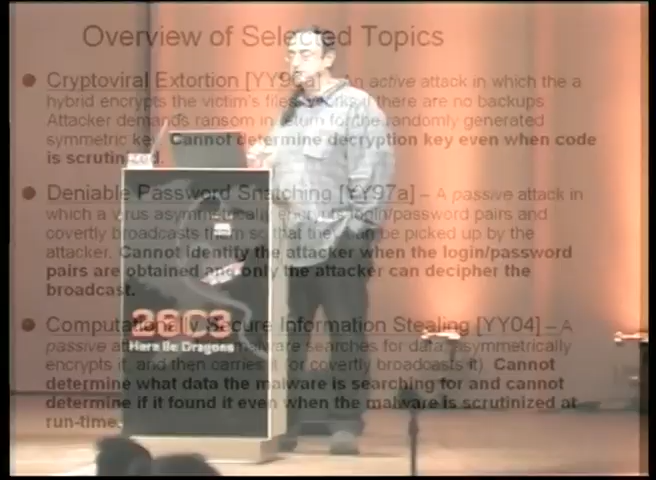 Overview of Selected Topics
Cryptoviral Extortion [YY96a] – An active attack in which the a
hybrid encrypts the victim's files. Works if there are no backups
Attacker demands ransom in return for the randomly generated
symmetric key. Cannot determine decryption key even when code
is scrutinized.
Deniable Password Snatching [YY97a] – A passive attack in
which a virus asymmetrically encrypts login/password pairs and
covertly broadcasts them so that they can be picked up by the
attacker. Cannot identify the attacker when the login/password
pairs are obtained and only the attacker can decipher the
broadcast.
26C3
Here Be Dragons
Computationally Secure Information Stealing [YY04] – A
passive malware searches for data, asymmetrically
encrypts it, and then carries it (or covertly broadcasts it). Cannot
determine what data the malware is searching for and cannot
determine if it found it even when the malware is scrutinized at
run-time.